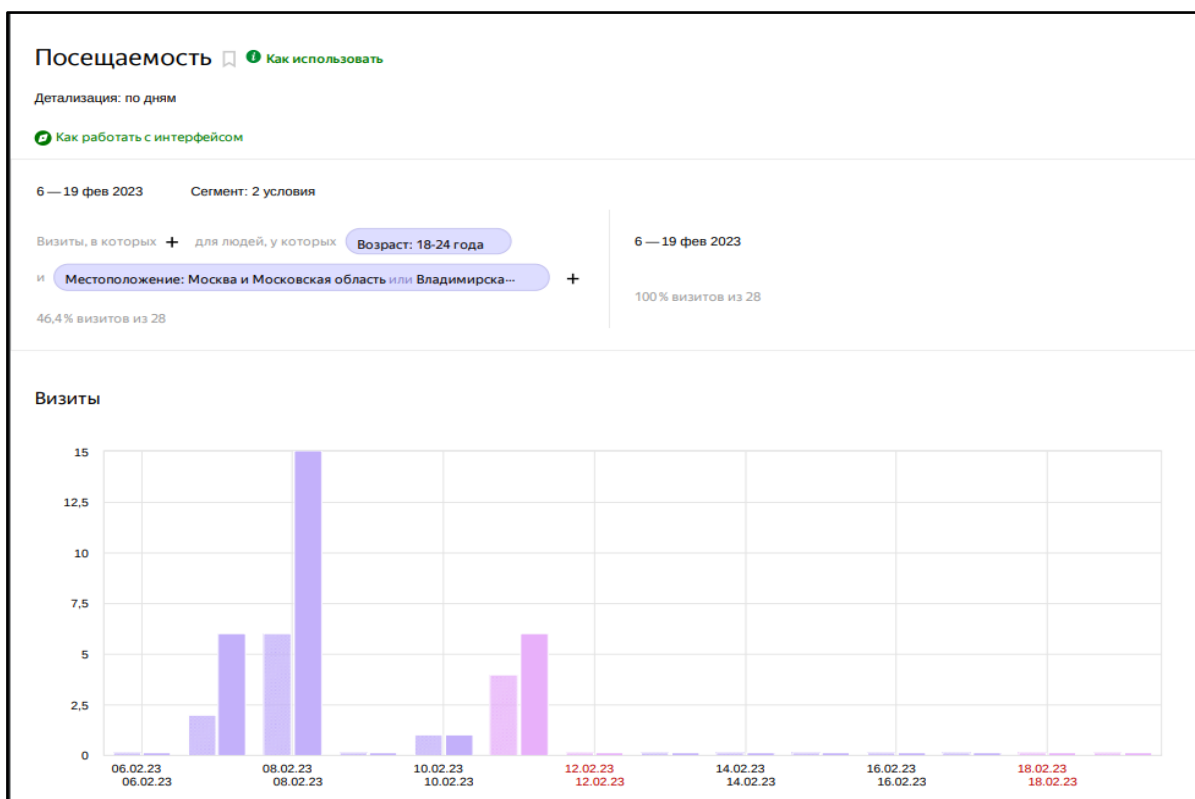 Посещаемость Как использовать
Детализация: по дням
Как работать с интерфейсом
6 — 19 фев 2023 Сегмент: 2 условия
Визиты, в которых + для людей, у которых Возраст: 18-24 года
и Местоположение: Москва и Московская область или Владимирска... +
46,4 % визитов из 28
6 — 19 фев 2023
100 % визитов из 28
Визиты
15
12,5
10
7,5
5
2,5
0
06.02.23 08.02.23 10.02.23 12.02.23 14.02.23 16.02.23 18.02.23
06.02.23 08.02.23 10.02.23 12.02.23 14.02.23 16.02.23 18.02.23